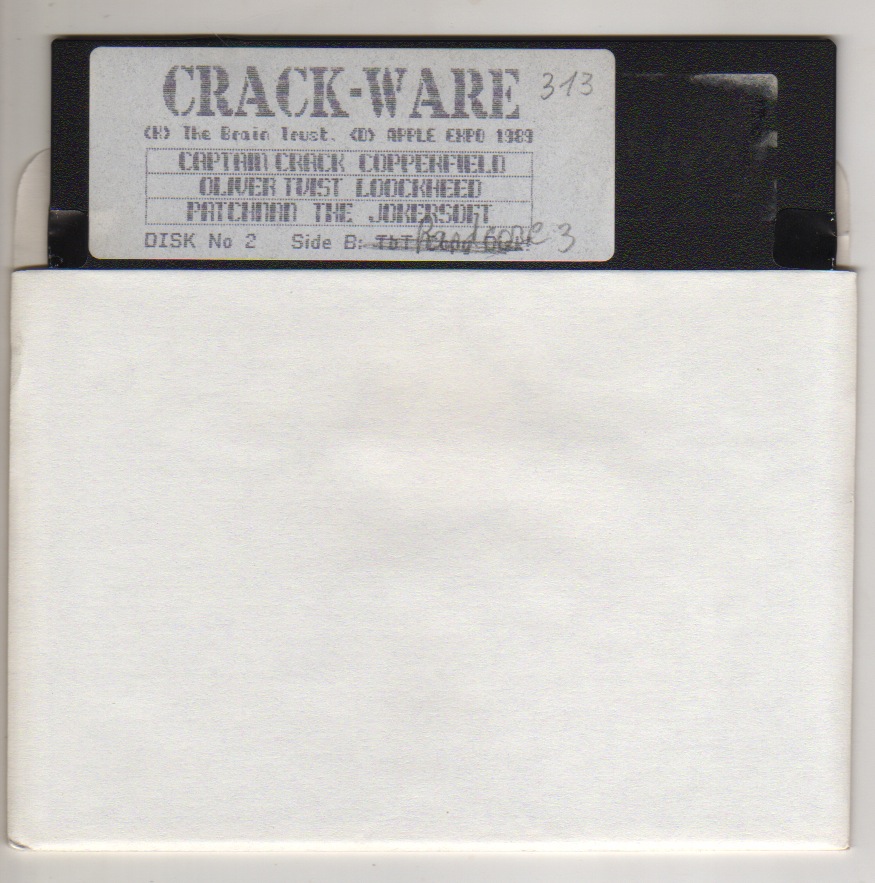 CRACK-WARE 313
(K) The Brain Trust. (D) APPLE EXPO 1989
CAPTAIN CRACK COPPERFIELD
OLIVER TWIST LOOCKHEED
PATCHMAN THE JOKERSOFT
DISK No 2 Side B: 3